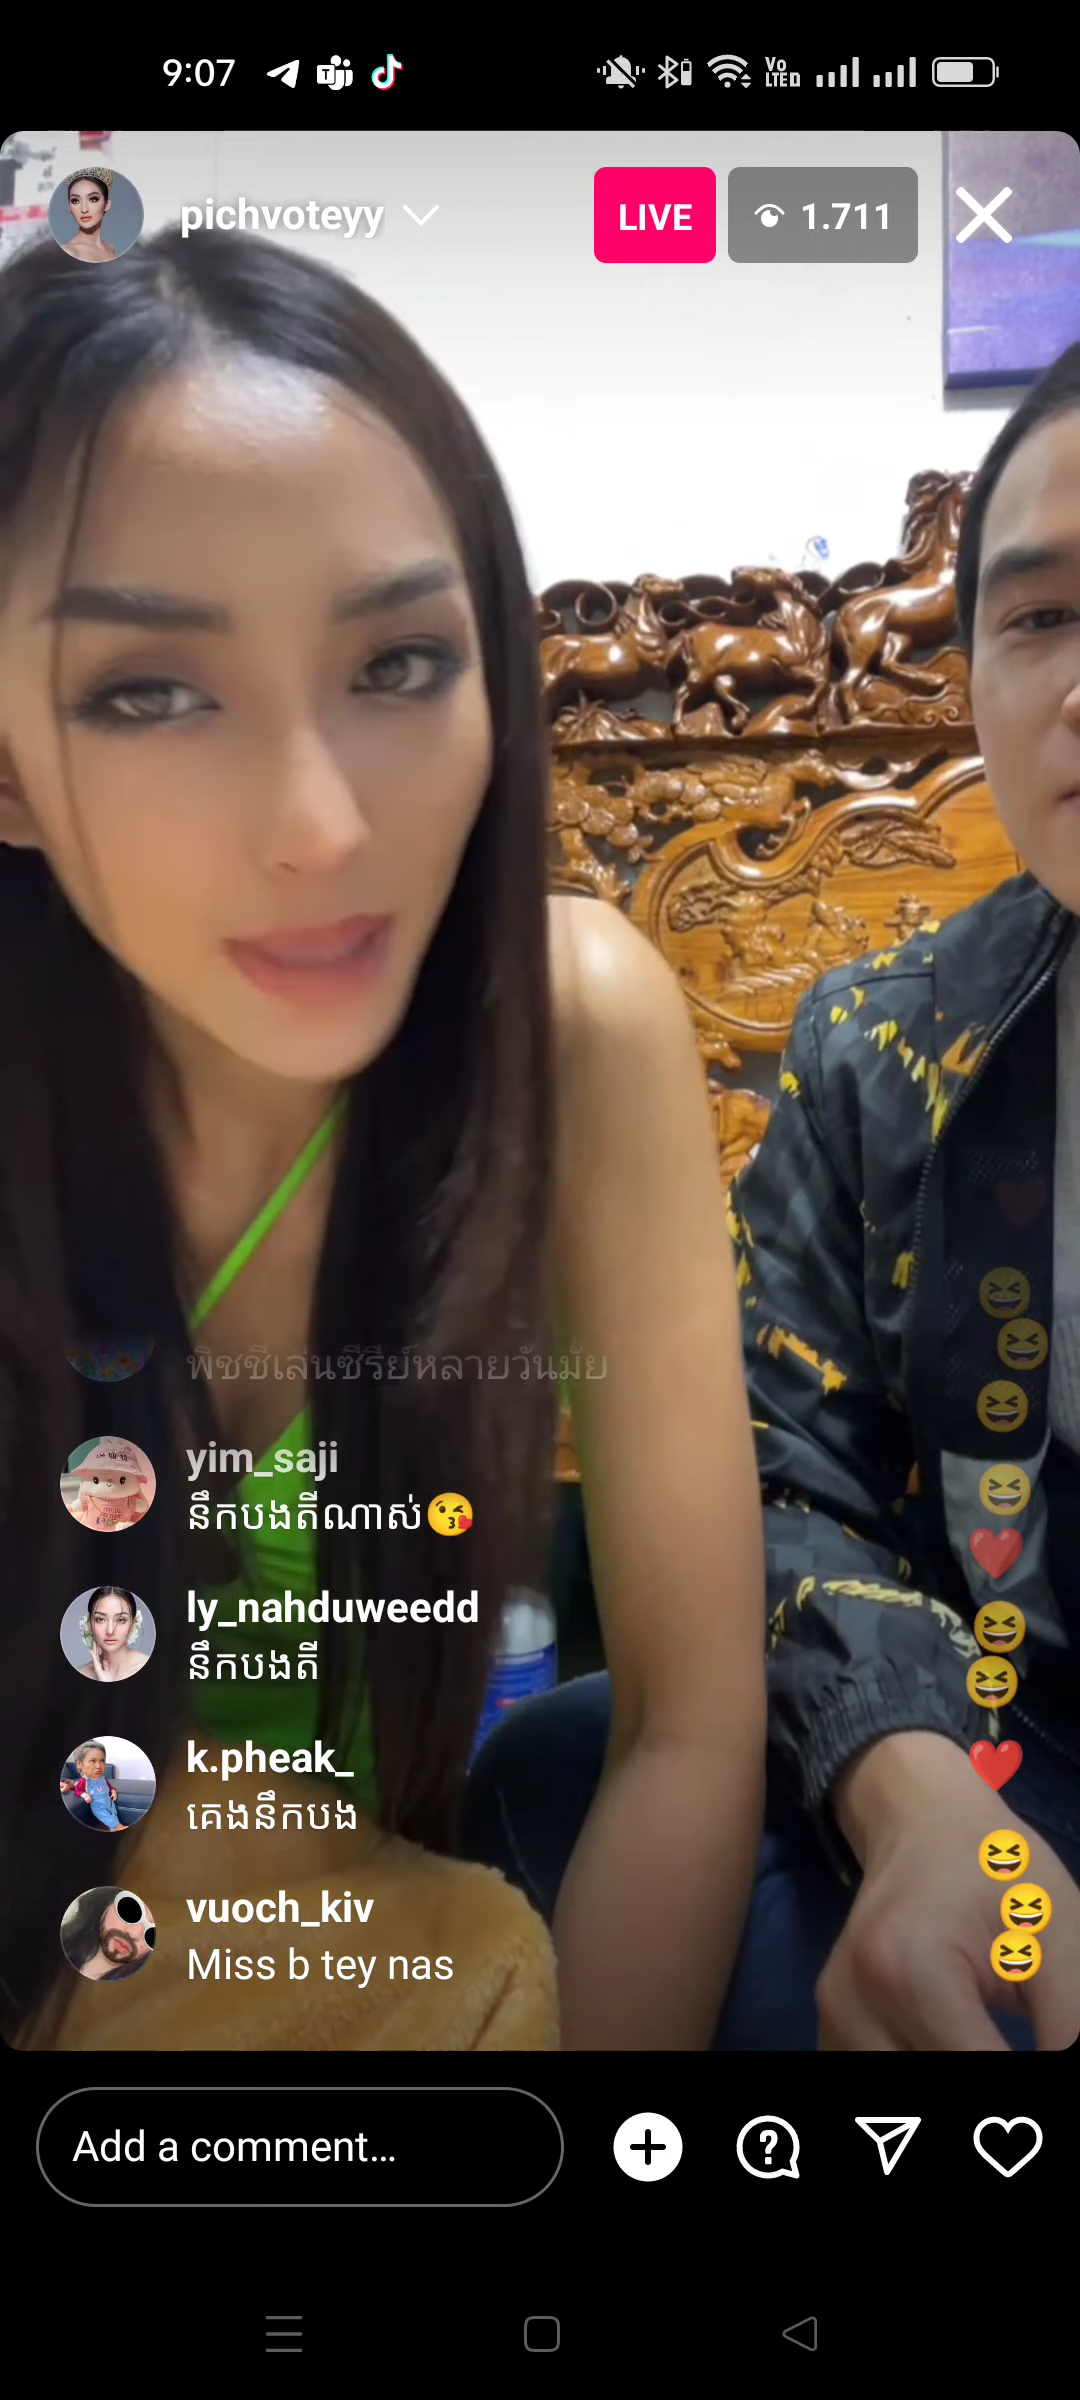 9:07
Vo
LTED
pichvoteyy
LIVE
1.711
พิชชี่เล่นซีรีย์หลายวันมัย
yim_saji
នឹកបងតីណាស់😘
ly_nahduweedd
នឹកបងតី
k.pheak_
គេងនឹកបង
vuoch_kiv
Miss b tey nas
Add a comment...